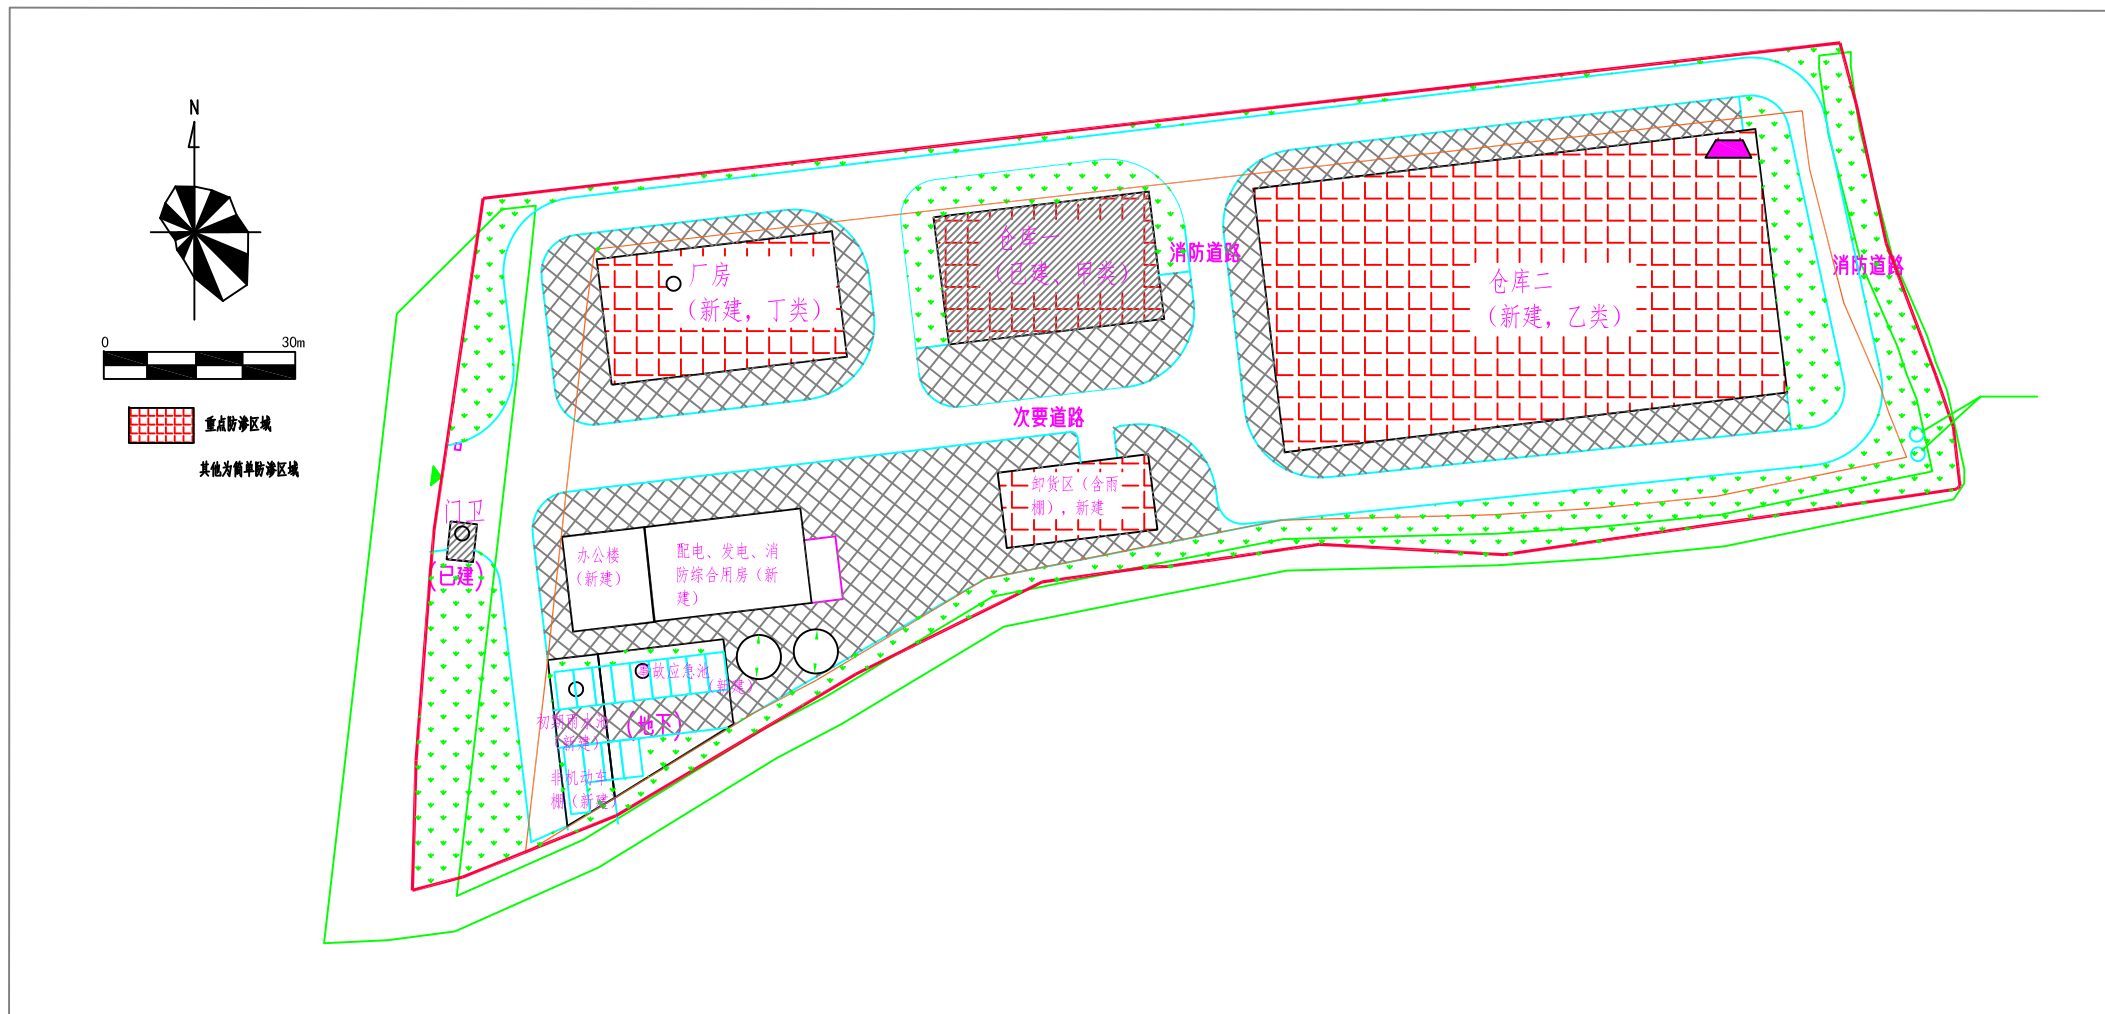 N
0 30m
重点防渗区域
其他为简单防渗区域
厂房
（新建，丁类）
仓库一
（已建、甲类）
消防道路
仓库二
（新建，乙类）
消防道路
次要道路
卸货区（含雨
棚），新建
门卫
（已建）
办公楼
（新建）
配电、发电、消
防综合用房（新
建）
事故应急池
（新建）
初期雨水池
（新建）
（地下）
非机动车
棚（新建）